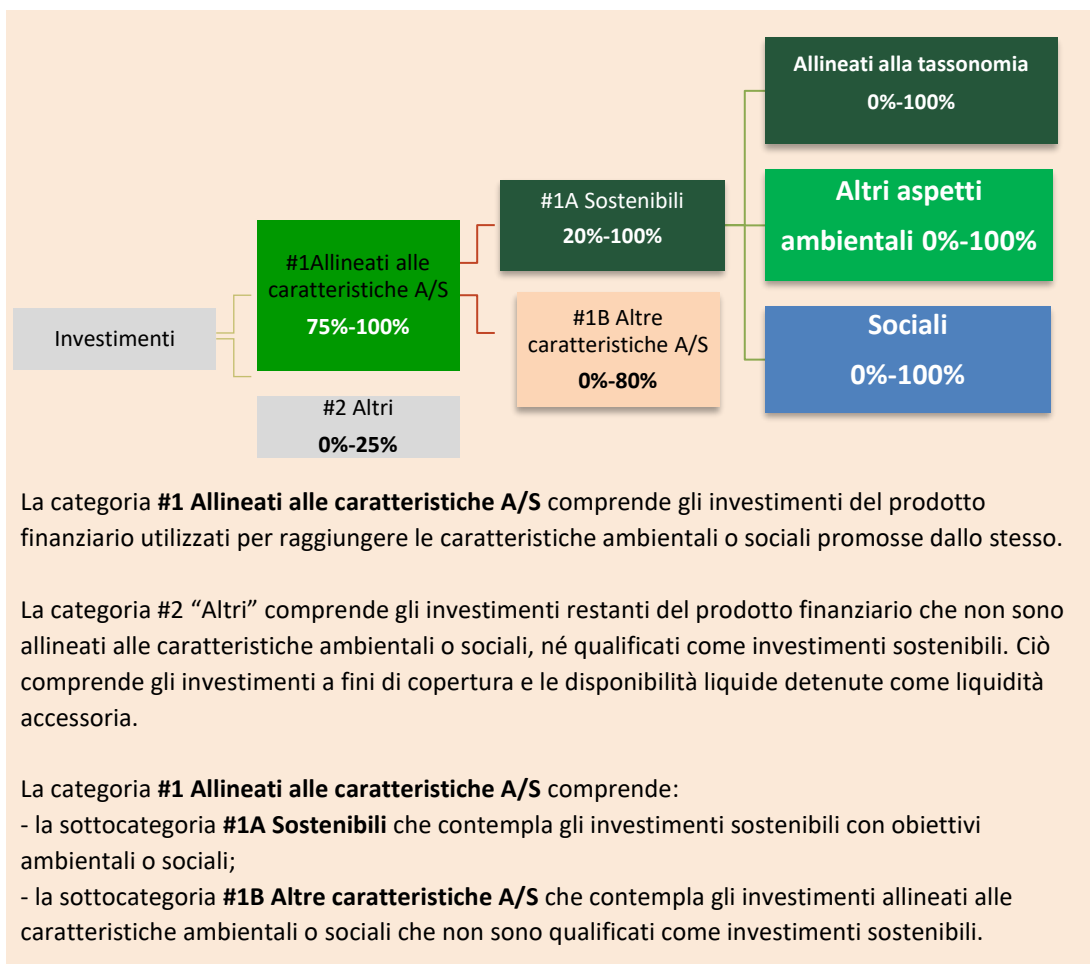 Investimenti
#1Allineati alle
caratteristiche A/S
75%-100%
#2 Altri
0%-25%
#1A Sostenibili
20%-100%
#1B Altre
caratteristiche A/S
0%-80%
Allineati alla tassonomia
0%-100%
Altri aspetti
ambientali 0%-100%
Sociali
0%-100%
La categoria #1 Allineati alle caratteristiche A/S comprende gli investimenti del prodotto
finanziario utilizzati per raggiungere le caratteristiche ambientali o sociali promosse dallo stesso.
La categoria #2 “Altri” comprende gli investimenti restanti del prodotto finanziario che non sono
allineati alle caratteristiche ambientali o sociali, né qualificati come investimenti sostenibili. Ciò
comprende gli investimenti a fini di copertura e le disponibilità liquide detenute come liquidità
accessoria.
La categoria #1 Allineati alle caratteristiche A/S comprende:
- la sottocategoria #1A Sostenibili che contempla gli investimenti sostenibili con obiettivi
ambientali o sociali;
- la sottocategoria #1B Altre caratteristiche A/S che contempla gli investimenti allineati alle
caratteristiche ambientali o sociali che non sono qualificati come investimenti sostenibili.